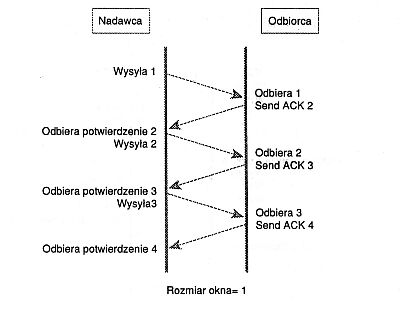 Nadawca
Odbiorca
Wysyła 1
Odbiera 1
Send ACK 2
Odbiera potwierdzenie 2
Wysyła 2
Odbiera 2
Send ACK 3
Odbiera potwierdzenie 3
Wysyła3
Odbiera 3
Send ACK 4
Odbiera potwierdzenie 4
Rozmiar okna= 1